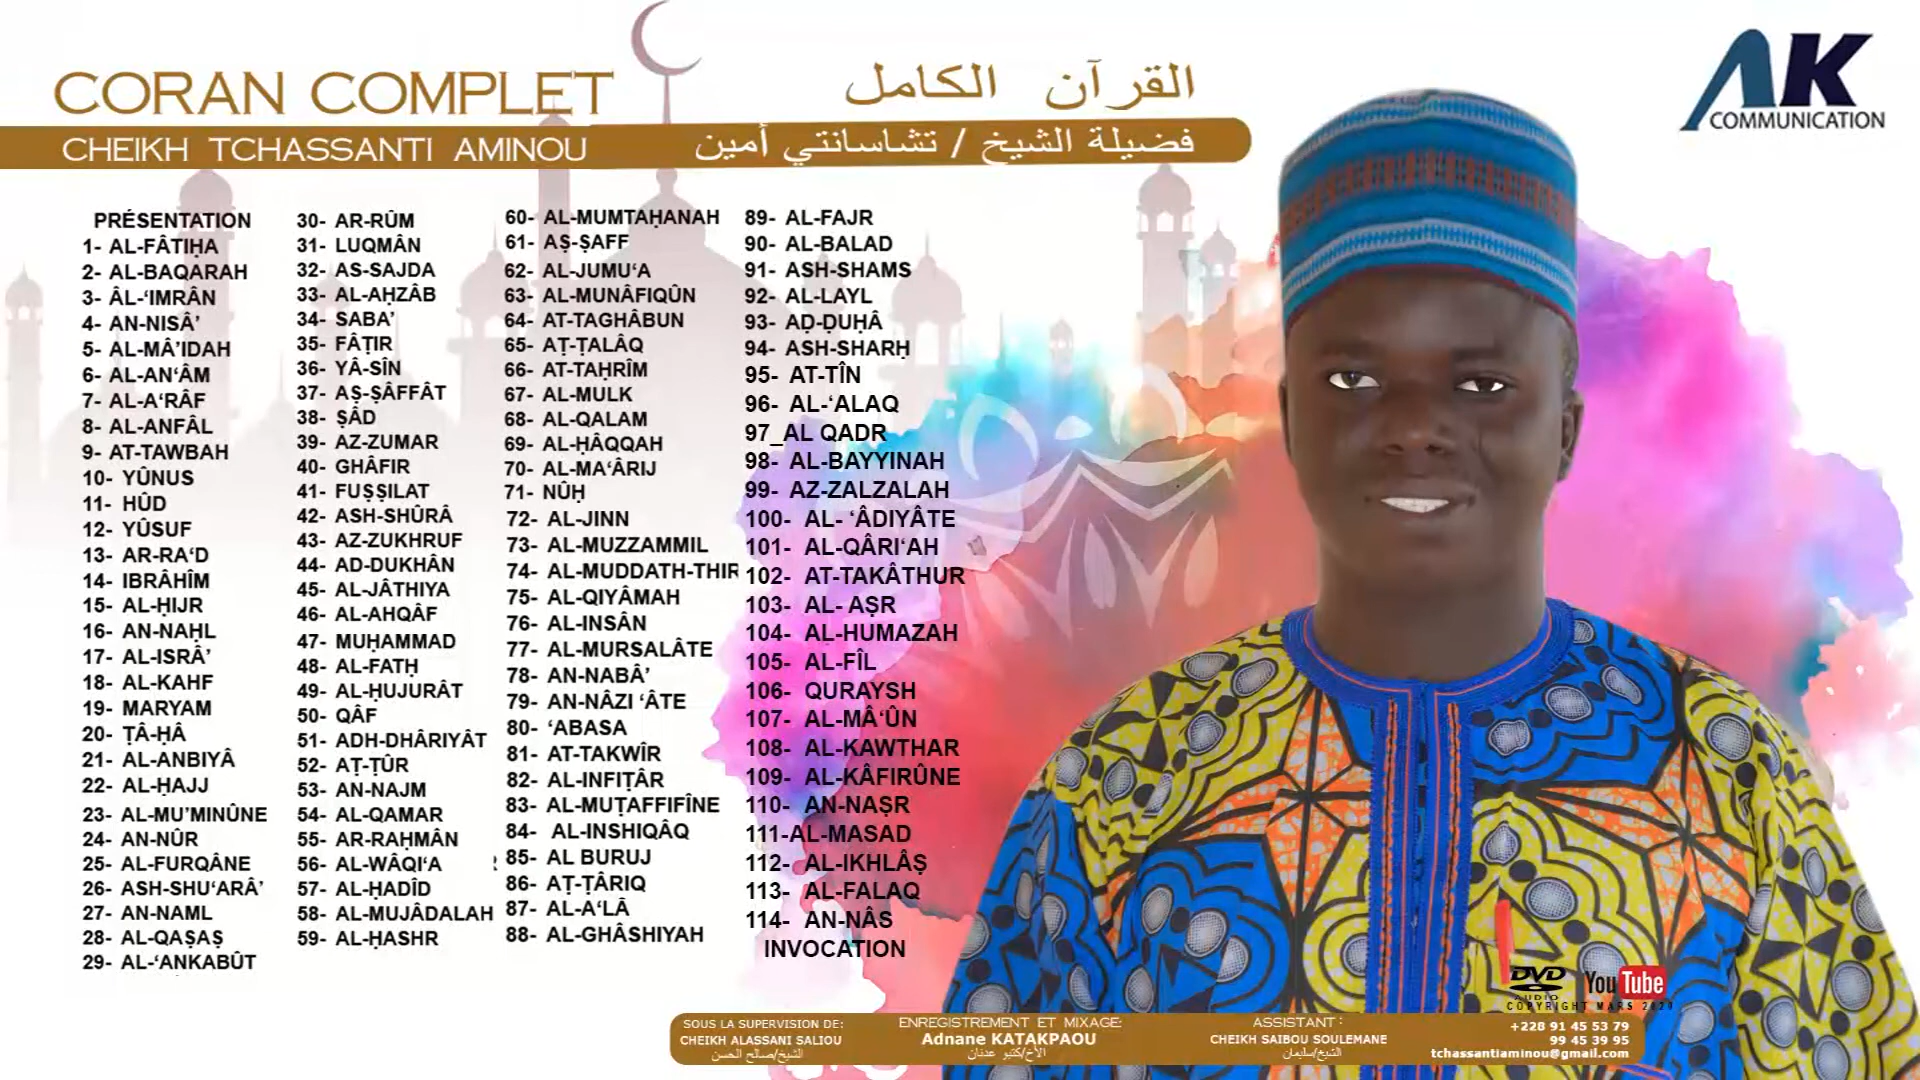 CORAN COMPLET
القرآن الكامل
CHEIKH TCHASSANTI AMINOU
فضيلة الشيخ / تشاسانتي أمين
AK
COMMUNICATION
PRÉSENTATION
1- AL-FÂTIḤA
2- AL-BAQARAH
3- ÂL-‘IMRÂN
4- AN-NISÂ’
5- AL-MÂ’IDAH
6- AL-AN‘ÂM
7- AL-A‘RÂF
8- AL-ANFÂL
9- AT-TAWBAH
10- YÛNUS
11- HÛD
12- YÛSUF
13- AR-RA‘D
14- IBRÂHÎM
15- AL-ḤIJR
16- AN-NAḤL
17- AL-ISRÂ’
18- AL-KAHF
19- MARYAM
20- ṬÂ-ḤÂ
21- AL-ANBIYÂ
22- AL-ḤAJJ
23- AL-MU’MINÛNE
24- AN-NÛR
25- AL-FURQÂNE
26- ASH-SHU‘ARÂ’
27- AN-NAML
28- AL-QAṢAṢ
29- AL-‘ANKABÛT
30- AR-RÛM
31- LUQMÂN
32- AS-SAJDA
33- AL-AḤZÂB
34- SABA’
35- FÂṬIR
36- YÂ-SÎN
37- AṢ-ṢÂFFÂT
38- ṢÂD
39- AZ-ZUMAR
40- GHÂFIR
41- FUṢṢILAT
42- ASH-SHÛRÂ
43- AZ-ZUKHRUF
44- AD-DUKHÂN
45- AL-JÂTHIYA
46- AL-AHQÂF
47- MUḤAMMAD
48- AL-FATḤ
49- AL-ḤUJURÂT
50- QÂF
51- ADH-DHÂRIYÂT
52- AṬ-ṬÛR
53- AN-NAJM
54- AL-QAMAR
55- AR-RAḤMÂN
56- AL-WÂQI‘A
57- AL-ḤADÎD
58- AL-MUJÂDALAH
59- AL-ḤASHR
60- AL-MUMTAḤANAH
61- AṢ-ṢAFF
62- AL-JUMU‘A
63- AL-MUNÂFIQÛN
64- AT-TAGHÂBUN
65- AṬ-ṬALÂQ
66- AT-TAḤRÎM
67- AL-MULK
68- AL-QALAM
69- AL-ḤÂQQAH
70- AL-MA‘ÂRIJ
71- NÛḤ
72- AL-JINN
73- AL-MUZZAMMIL
74- AL-MUDDATH-THIR
75- AL-QIYÂMAH
76- AL-INSÂN
77- AL-MURSALÂTE
78- AN-NABÂ’
79- AN-NÂZI ‘ÂTE
80- ‘ABASA
81- AT-TAKWÎR
82- AL-INFIṬÂR
83- AL-MUṬAFFIFÎNE
84- AL-INSHIQÂQ
85- AL BURUJ
86- AṬ-ṬÂRIQ
87- AL-A‘LÂ
88- AL-GHÂSHIYAH
89- AL-FAJR
90- AL-BALAD
91- ASH-SHAMS
92- AL-LAYL
93- AḌ-ḌUḤÂ
94- ASH-SHARḤ
95- AT-TÎN
96- AL-‘ALAQ
97_AL QADR
98- AL-BAYYINAH
99- AZ-ZALZALAH
100- AL- ‘ÂDIYÂTE
101- AL-QÂRI‘AH
102- AT-TAKÂTHUR
103- AL- AṢR
104- AL-HUMAZAH
105- AL-FÎL
106- QURAYSH
107- AL-MÂ‘ÛN
108- AL-KAWTHAR
109- AL-KÂFIRÛNE
110- AN-NAṢR
111-AL-MASAD
112- AL-IKHLÂṢ
113- AL-FALAQ
114- AN-NÂS
INVOCATION
DVD
AUDIO
YouTube
COPYRIGHT MARS 2020
SOUS LA SUPERVISION DE:
CHEIKH ALASSANI SALIOU
الشيخ/صالح الحسن
ENREGISTREMENT ET MIXAGE:
Adnane KATAKPAOU
الأخ/كتبو عدنان
ASSISTANT :
CHEIKH SAIBOU SOULEMANE
الشيخ/سليمان
+228 91 45 53 79
99 45 39 95
tchassantiaminou@gmail.com